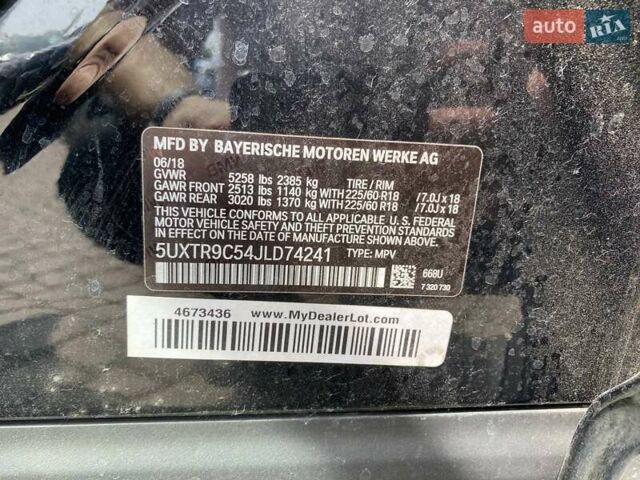 auto RIA
MFD BY BAYERISCHE MOTOREN WERKE AG
06/18
GVWR 5258 lbs 2385 kg TIRE / RIM
GAWR FRONT 2513 lbs 1140 kg WITH 225/60 R18 /7.0J x 18
GAWR REAR 3020 lbs 1370 kg WITH 225/60 R18 /7.0J x 18
THIS VEHICLE CONFORMS TO ALL APPLICABLE U. S. FEDERAL
MOTOR VEHICLE SAFETY, BUMPER, AND THEFT PREVENTION
STANDARDS IN EFFECT ON THE DATE OF MANUFACTURE SHOWN ABOVE.
5UXTR9C54JLD74241 TYPE: MPV
668U
7 320 730
4673436 www.MyDealerLot.com